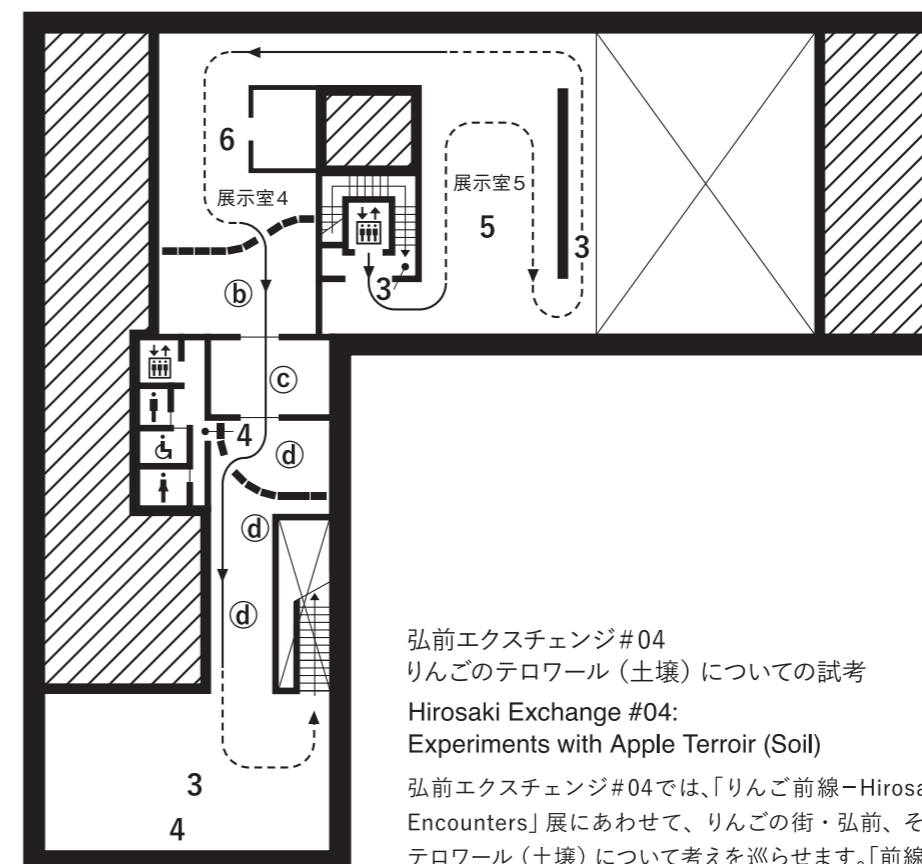 6
展示室4
展示室5
5
3
3
ⓑ
ⓒ
4
ⓓ
ⓓ
ⓓ
3
4
弘前エクスチェンジ#04
りんごのテロワール（土壌）についての試考
Hirosaki Exchange #04:
Experiments with Apple Terroir (Soil)
弘前エクスチェンジ#04では、「りんご前線−Hirosa
Encounters」展にあわせて、りんごの街・弘前、そ
テロワール（土壌）について考えを巡らせます。「前線